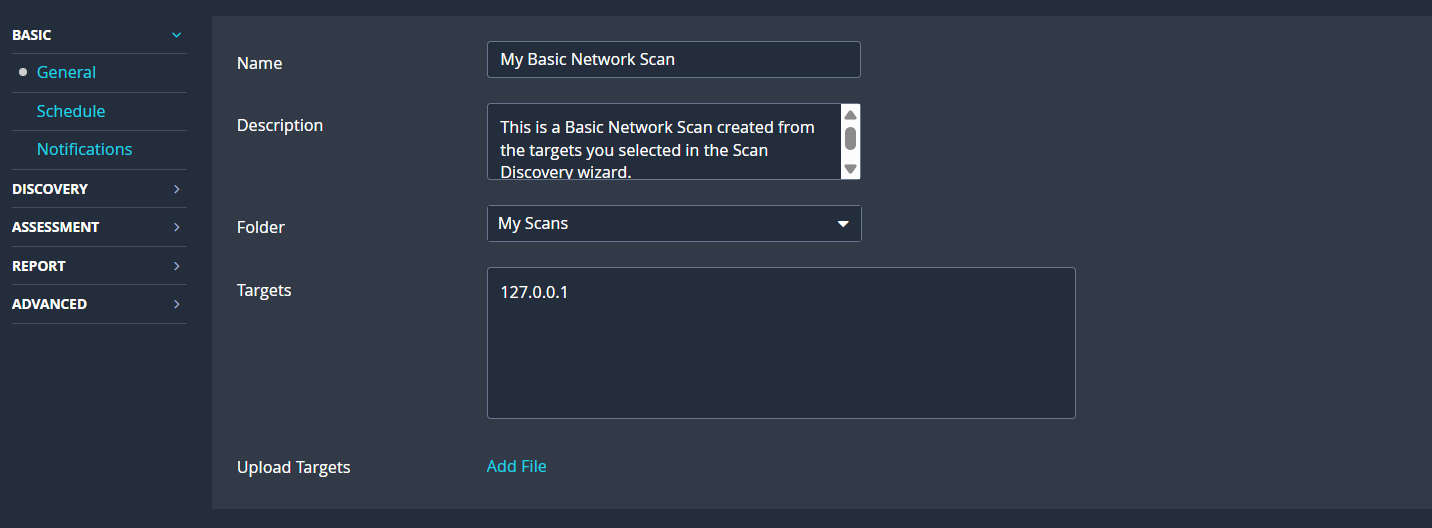 BASIC
General
Schedule
Notifications
DISCOVERY
ASSESSMENT
REPORT
ADVANCED
Name
My Basic Network Scan
Description
This is a Basic Network Scan created from
the targets you selected in the Scan
Discovery wizard.
Folder
My Scans
Targets
127.0.0.1
Upload Targets
Add File